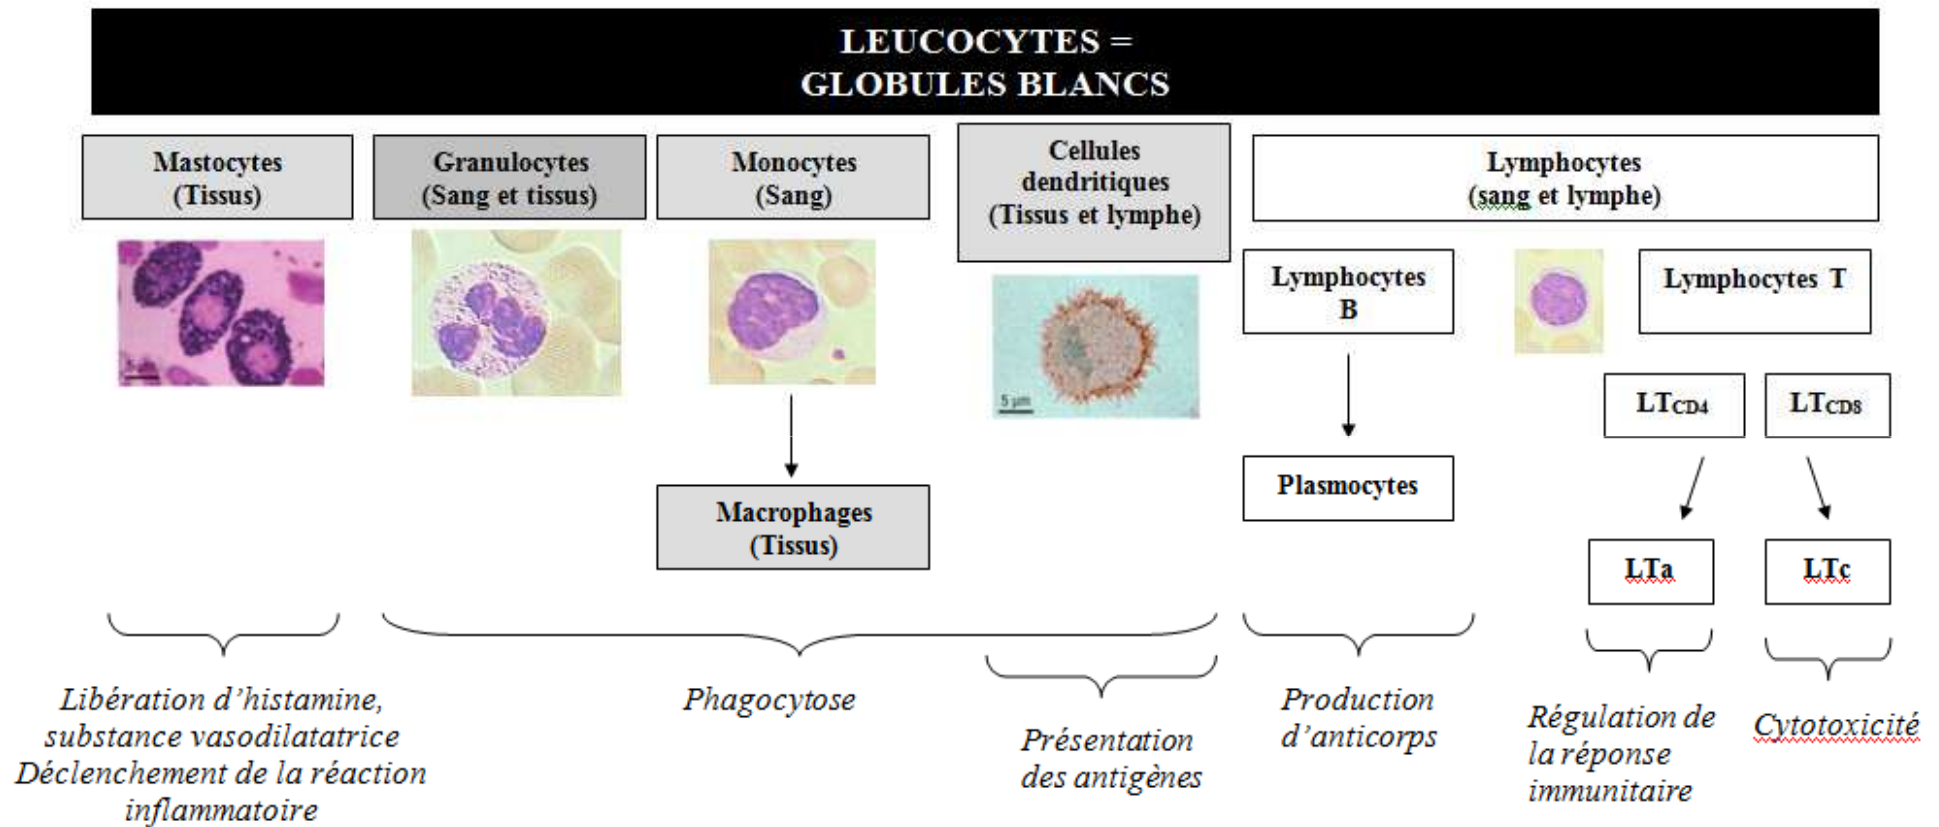 LEUCOCYTES =
GLOBULES BLANCS
Mastocytes
(Tissus)
Granulocytes
(Sang et tissus)
Monocytes
(Sang)
Cellules
dendritiques
(Tissus et lymphe)
Lymphocytes
(sang et lymphe)
Lymphocytes
B
Lymphocytes T
LTCD4
LTCD8
5 µm
Plasmocytes
Macrophages
(Tissus)
LTa
LTc
Libération d’histamine,
substance vasodilatatrice
Déclenchement de la réaction
inflammatoire
Phagocytose
Présentation
des antigènes
Production
d’anticorps
Régulation de
la réponse
immunitaire
Cytotoxicité